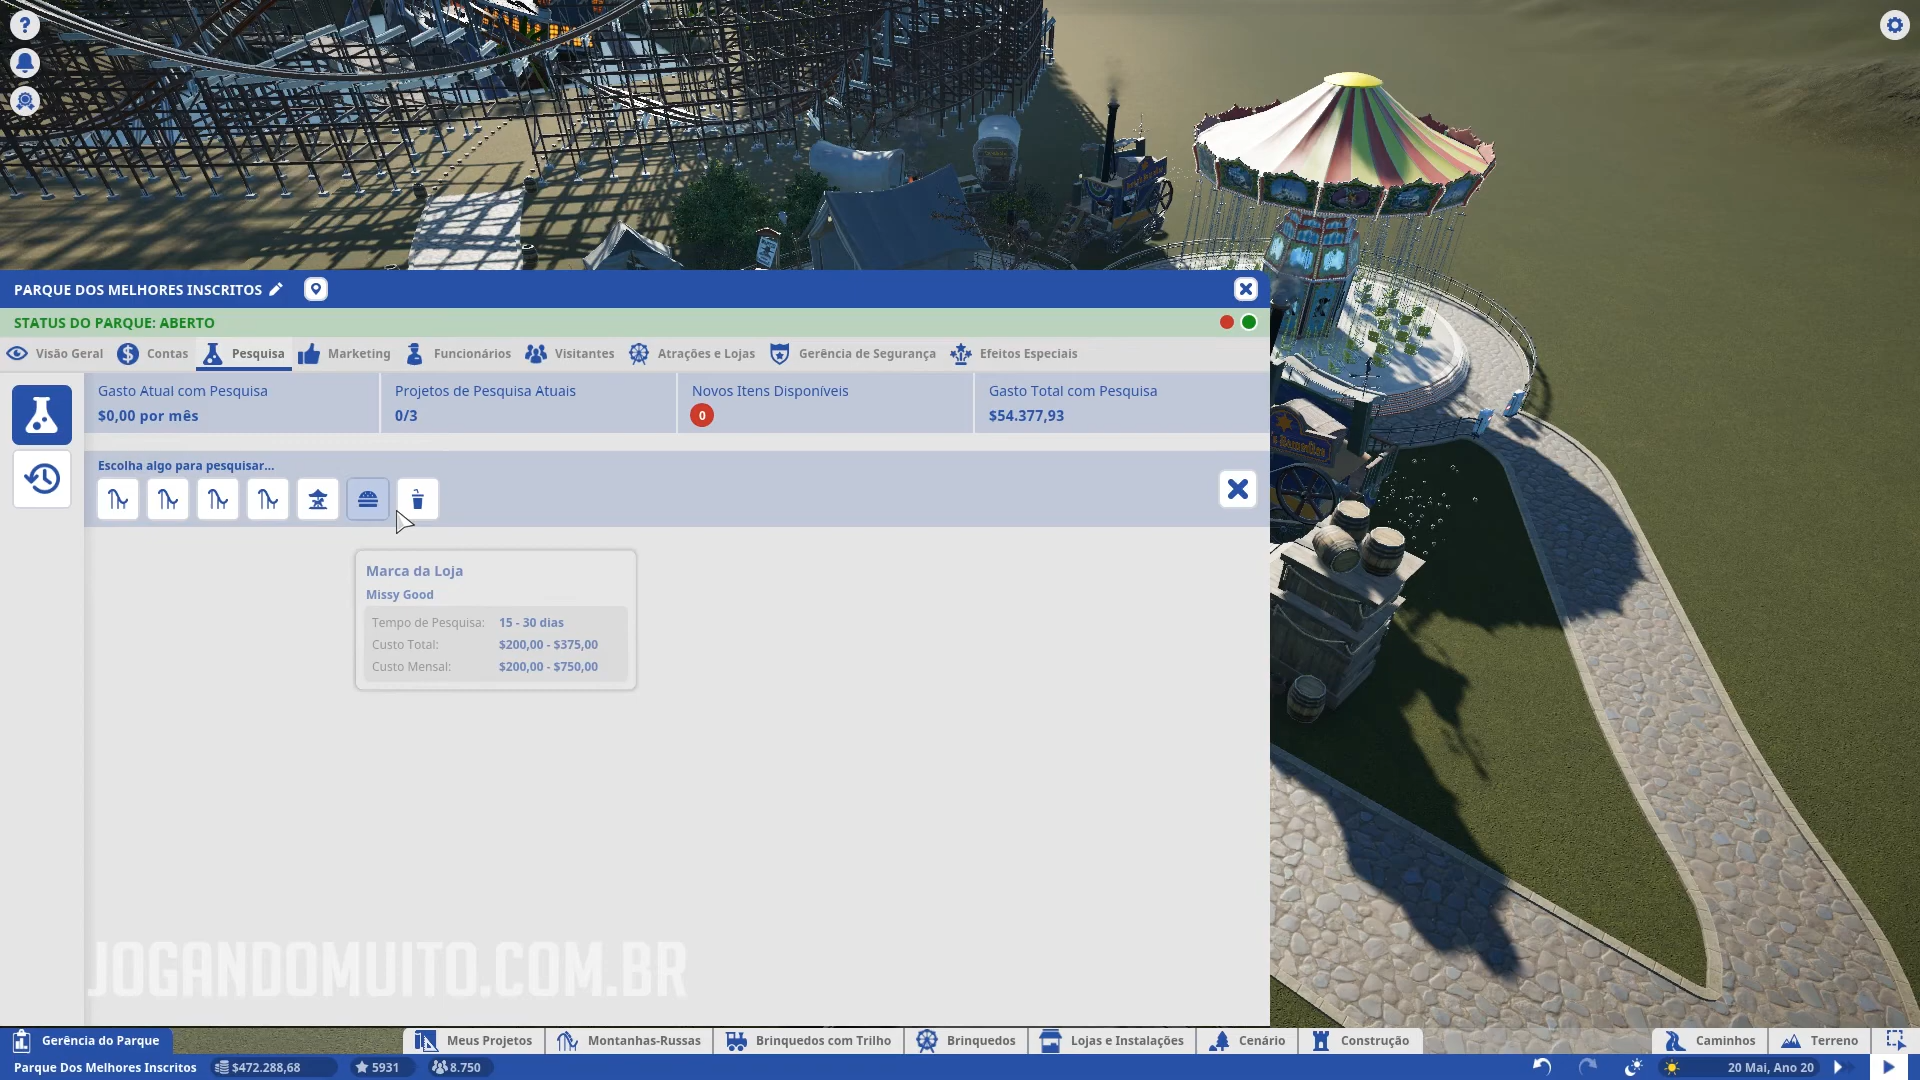 PARQUE DOS MELHORES INSCRITOS
STATUS DO PARQUE: ABERTO
Visão Geral
Contas
Pesquisa
Marketing
Funcionários
Visitantes
Atrações e Lojas
Gerência de Segurança
Efeitos Especiais
Gasto Atual com Pesquisa
$0,00 por mês
Projetos de Pesquisa Atuais
0/3
Novos Itens Disponíveis
0
Gasto Total com Pesquisa
$54.377,93
Escolha algo para pesquisar...
Marca da Loja
Missy Good
Tempo de Pesquisa: 15 - 30 dias
Custo Total: $200,00 - $375,00
Custo Mensal: $200,00 - $750,00
JOGANDOMUITO.COM.BR
Gerência do Parque
Meus Projetos
Montanhas-Russas
Brinquedos com Trilho
Brinquedos
Lojas e Instalações
Cenário
Construção
Caminhos
Terreno
Parque Dos Melhores Inscritos
$472.288,68
5931
8.750
20 Mai, Ano 20